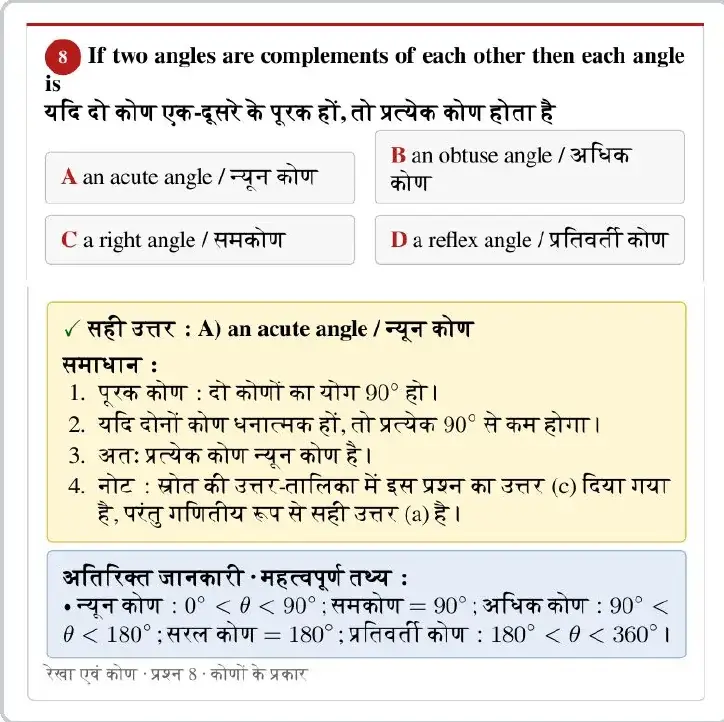 8 If two angles are complements of each other then each angle
is
यदि दो कोण एक-दूसरे के पूरक हों, तो प्रत्येक कोण होता है
A an acute angle / न्यून कोण
B an obtuse angle / अधिक
कोण
C a right angle / समकोण
D a reflex angle / प्रतिवर्ती कोण
✓ सही उत्तर : A) an acute angle / न्यून कोण
समाधान :
1. पूरक कोण : दो कोणों का योग 90° हो।
2. यदि दोनों कोण धनात्मक हों, तो प्रत्येक 90° से कम होगा।
3. अतः प्रत्येक कोण न्यून कोण है।
4. नोट : स्रोत की उत्तर-तालिका में इस प्रश्न का उत्तर (c) दिया गया
है, परंतु गणितीय रूप से सही उत्तर (a) है।
अतिरिक्त जानकारी · महत्वपूर्ण तथ्य :
• न्यून कोण : 0° < θ < 90° ; समकोण = 90° ; अधिक कोण : 90° <
θ < 180° ; सरल कोण = 180° ; प्रतिवर्ती कोण : 180° < θ < 360° ।
रेखा एवं कोण · प्रश्न 8 · कोणों के प्रकार